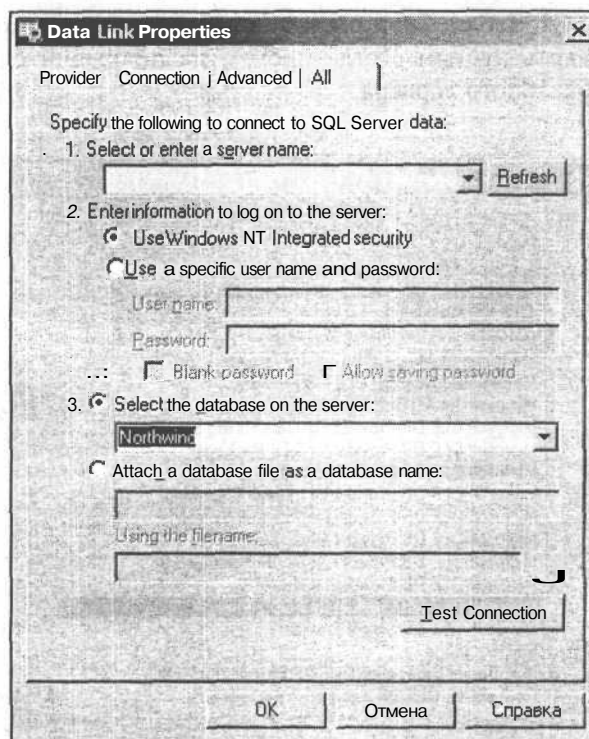 Data Link Properties
Provider Connection j Advanced | All
Specify the following to connect to SQL Server data:
1. Select or enter a server name:
Refresh
2. Enter information to log on to the server:
Use Windows NT Integrated security
Use a specific user name and password:
User name:
Password:
Blank password Allow saving password
3. Select the database on the server:
Northwind
Attach a database file as a database name:
Using the filename:
Test Connection
OK Отмена Справка